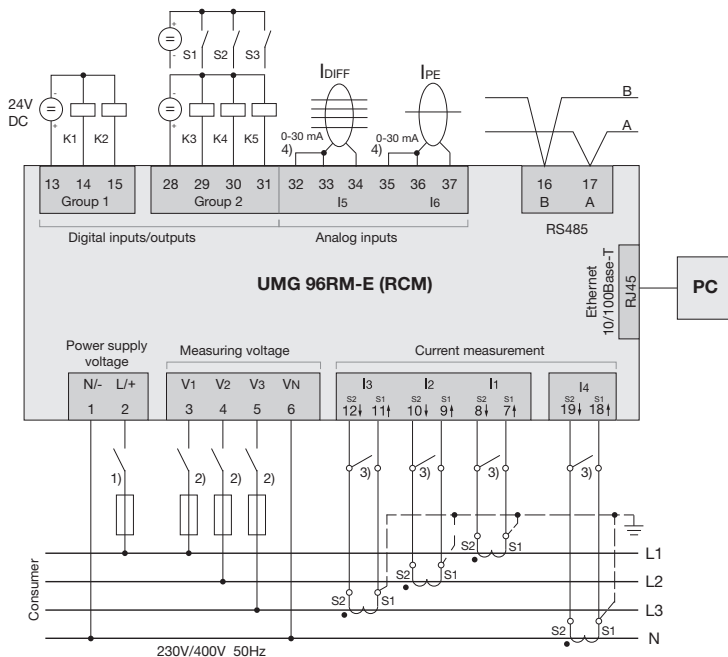 S1 S2 S3
IDIFF
IPE
24V
DC
K1 K2
K3 K4 K5
0-30 mA
4)
0-30 mA
4)
B
A
13 14 15
Group 1
28 29 30 31
Group 2
32 33 34 35 36 37
I5 I6
16 17
B A
RS485
Digital inputs/outputs
Analog inputs
UMG 96RM-E (RCM)
Ethernet
10/100Base-T
RJ45
PC
Power supply
voltage
Measuring voltage
Current measurement
N/- L/+
1 2
V1 V2 V3 VN
3 4 5 6
I3 I2 I1
S2 S1 S2 S1 S2 S1
12 11 10 9 8 7
I4
S2 S1
19 18
1) 2) 2) 2)
3) 3) 3) 3)
S2 S1
L1
S2 S1
L2
S2 S1
L3
S2 S1
N
Consumer
230V/400V 50Hz